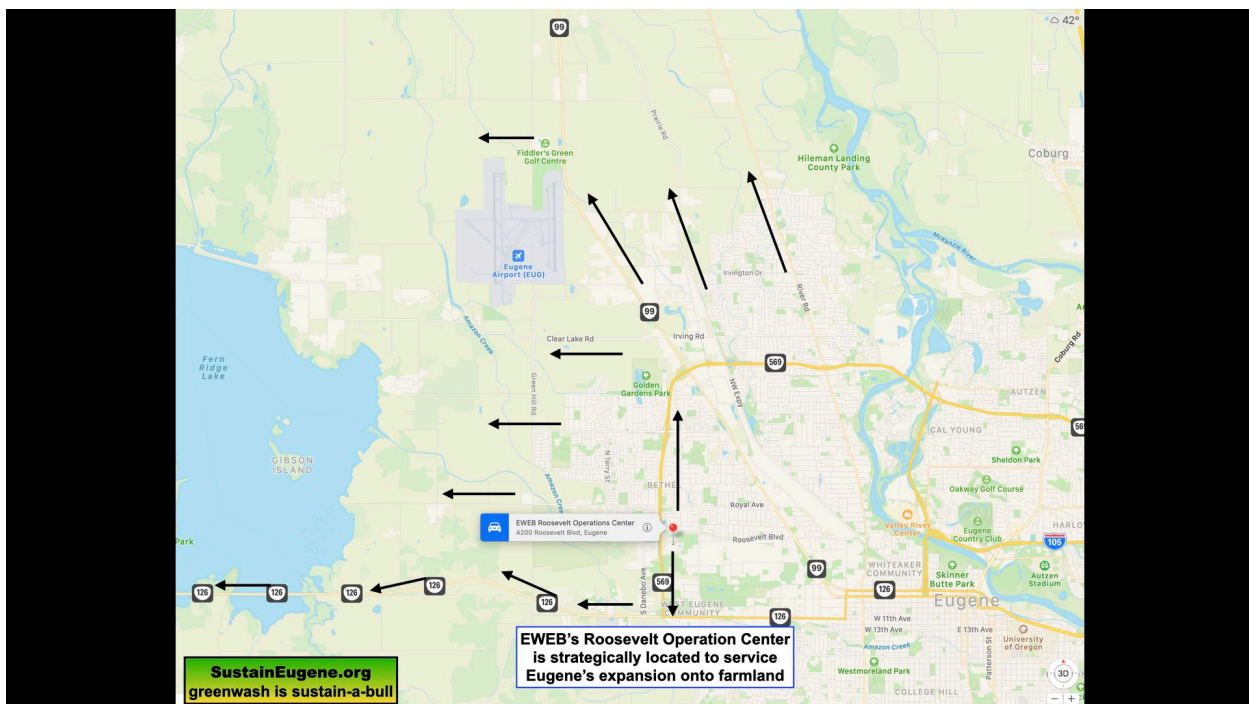 99
42°
Prairie Rd
Fiddler's Green
Golf Centre
Hileman Landing
County Park
Coburg
McKenzie River
Eugene
Airport (EUG)
Irvington Dr
River Rd
99
Amazon Creek
Clear Lake Rd
Irving Rd
569
Coburg Rd
Fern
Ridge
Lake
Green Hill Rd
Golden
Gardens Park
NW Expy
AUTZEN
CAL YOUNG
569
GIBSON
ISLAND
N Terry St
Sheldon Park
BETHEL
Oakway Golf Course
Amazon Creek
Royal Ave
EWEB Roosevelt Operations Center
4200 Roosevelt Blvd, Eugene
Valley River
Center
Eugene
Country Club
HARLO
Park
Roosevelt Blvd
105
WHITEAKER
COMMUNITY
Skinner
Butte Park
Autzen
Stadium
99
569
S Danebo Ave
126
126
126
126
126
126
Eugene
WEST EUGENE
COMMUNITY
126
W 11th Ave
W 13th Ave
E 13th Ave
University
of Oregon
Patterson St
Amazon Creek
Westmoreland Park
COLLEGE HILL
3D
EWEB's Roosevelt Operation Center
is strategically located to service
Eugene's expansion onto farmland
SustainEugene.org
greenwash is sustain-a-bull